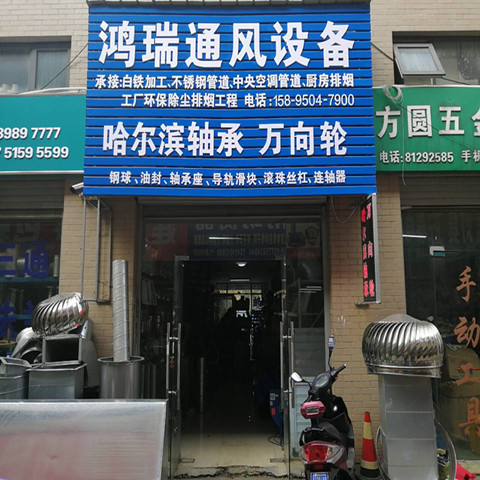 鸿瑞通风设备
承接:白铁加工、不锈钢管道、中央空调管道、厨房排烟
工厂环保除尘排烟工程 电话:158-9504-7900
哈尔滨轴承 万向轮
钢球、油封、轴承座、导轨滑块、滚珠丝杠、连轴器
8989 7777
5159 5599
方圆五金
电话:81292585 手机
三通
手动工具